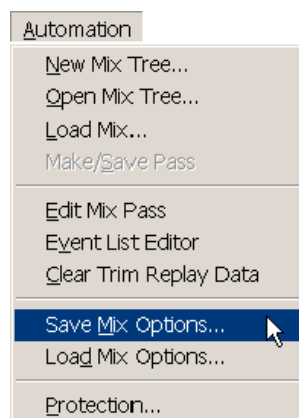 Automation
New Mix Tree...
Open Mix Tree...
Load Mix...
Make/Save Pass
Edit Mix Pass
Event List Editor
Clear Trim Replay Data
Save Mix Options...
Load Mix Options...
Protection...